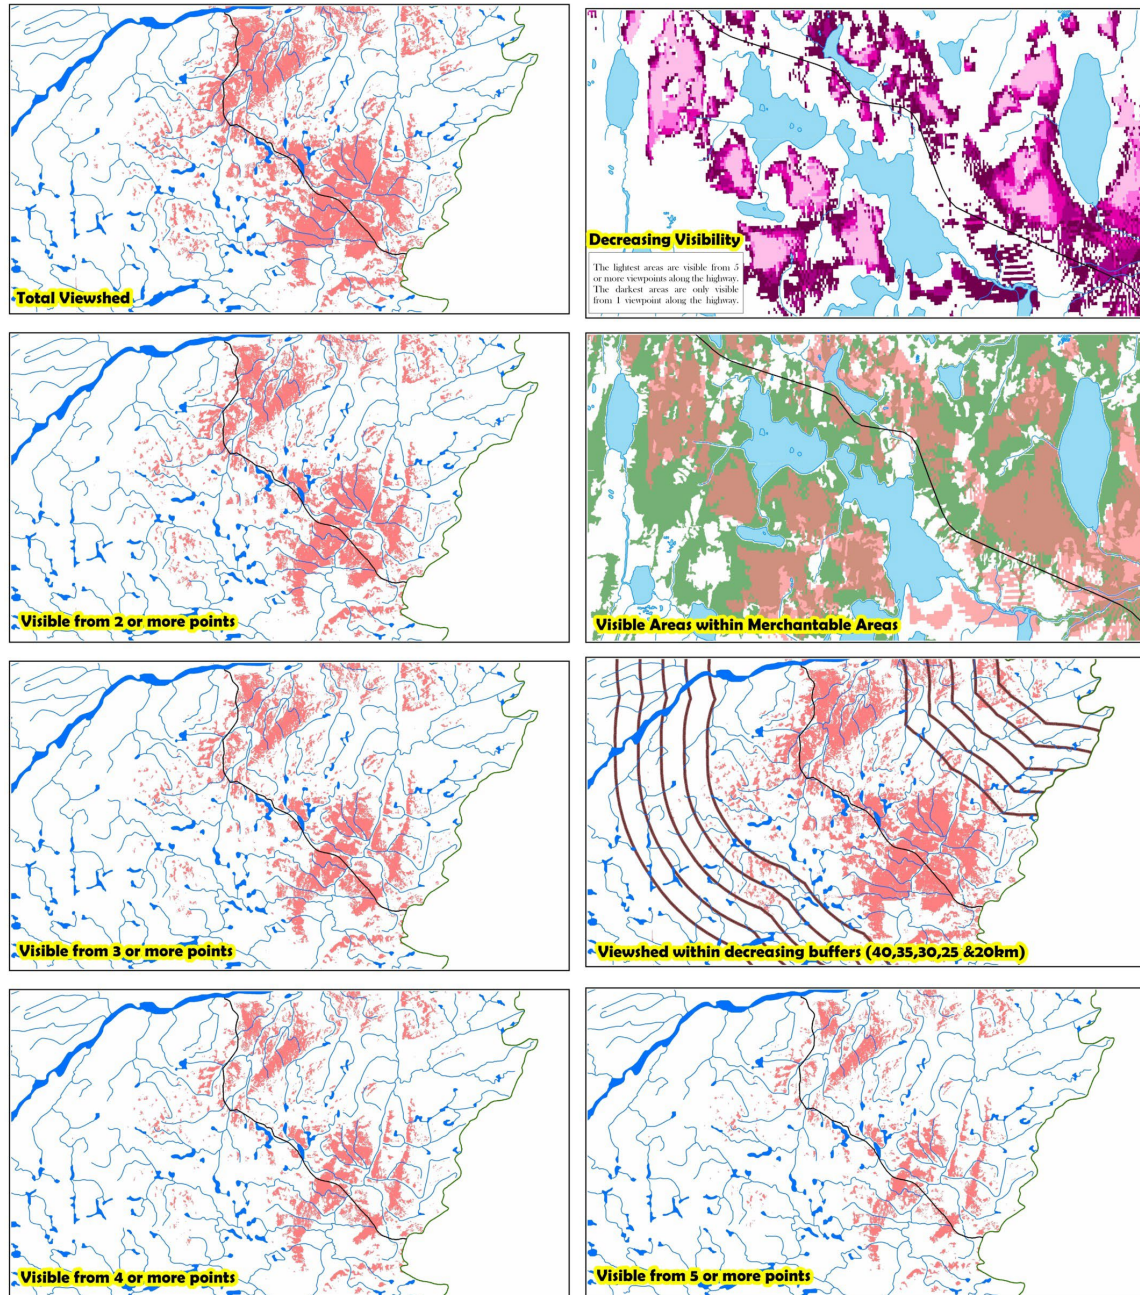 Total Viewshed
Decreasing Visibility
The lightest areas are visible from 5
or more viewpoints along the highway.
The darkest areas are only visible
from 1 viewpoint along the highway.
Visible from 2 or more points
Visible Areas within Merchantable Areas
Visible from 3 or more points
Viewshed within decreasing buffers (40,35,30,25 &20km)
Visible from 4 or more points
Visible from 5 or more points